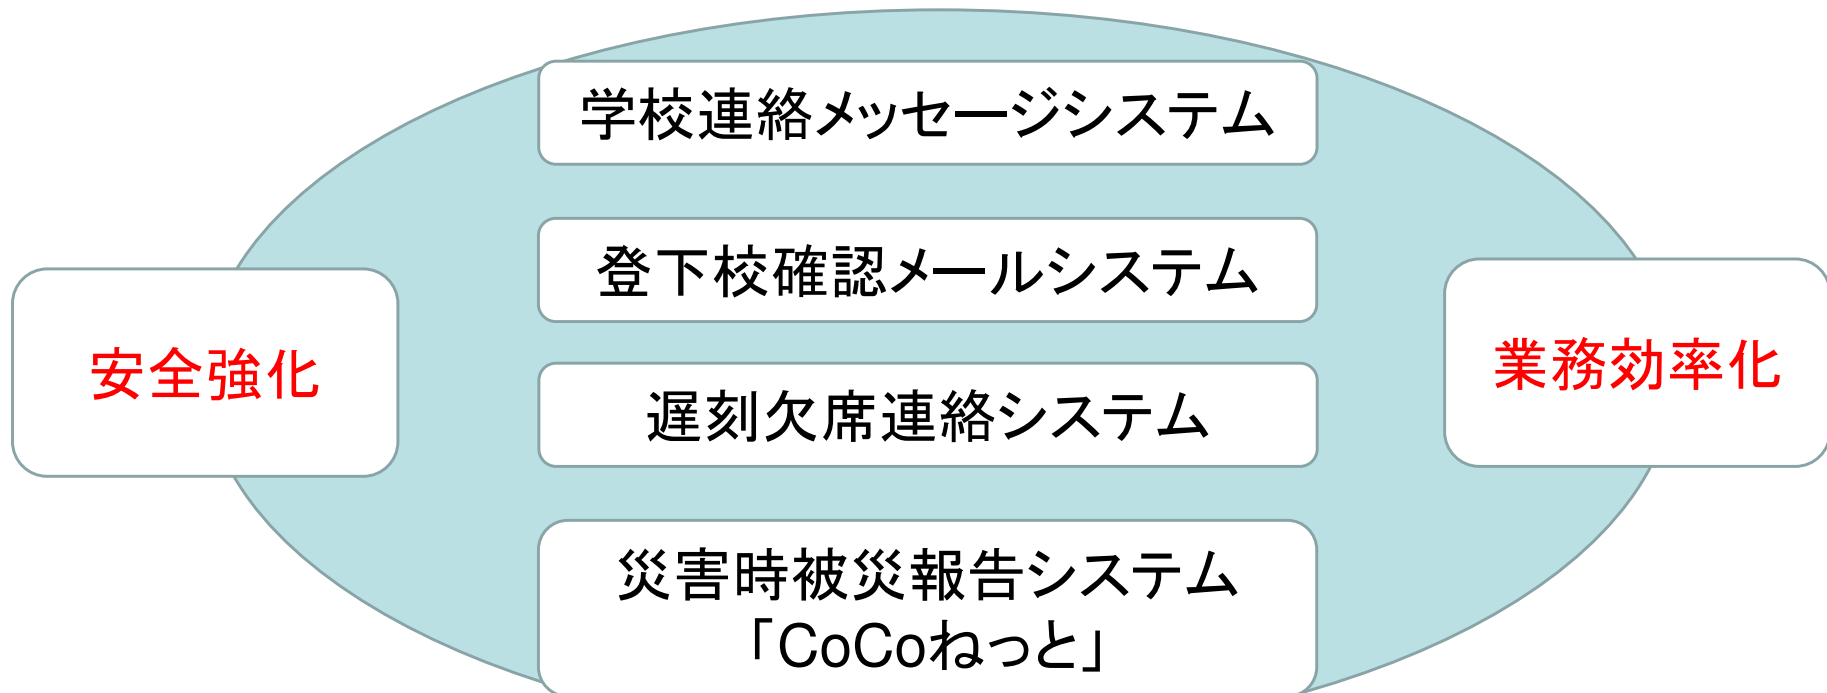 学校連絡メッセージシステム
登下校確認メールシステム
安全強化
業務効率化
遅刻欠席連絡システム
災害時被災報告システム
「CoCoねっと」